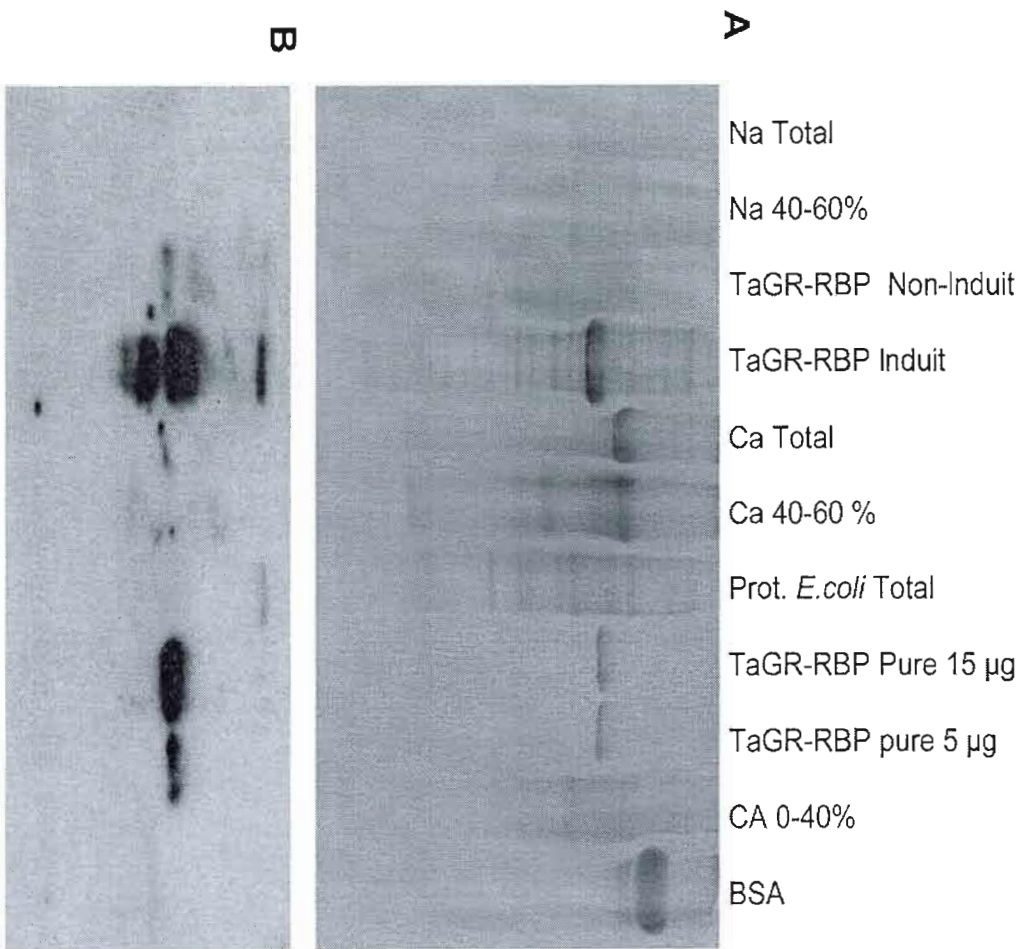 A
B
Na Total
Na 40-60%
TaGR-RBP Non-Induit
TaGR-RBP Induit
Ca Total
Ca 40-60 %
Prot. E.coli Total
TaGR-RBP Pure 15 µg
TaGR-RBP pure 5 µg
CA 0-40%
BSA